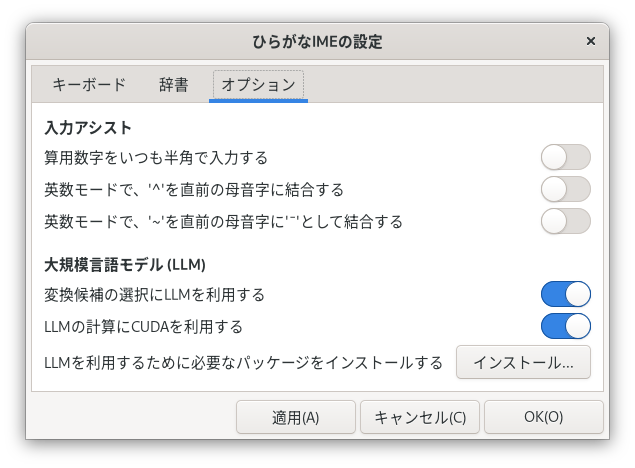 ひらがなIMEの設定
キーボード 辞書 オプション
入力アシスト
算用数字をいつも半角で入力する
英数モードで、'^'を直前の母音字に結合する
英数モードで、'~'を直前の母音字に'¯'として結合する
大規模言語モデル (LLM)
変換候補の選択にLLMを利用する
LLMの計算にCUDAを利用する
LLMを利用するために必要なパッケージをインストールする インストール...
適用(A) キャンセル(C) OK(O)